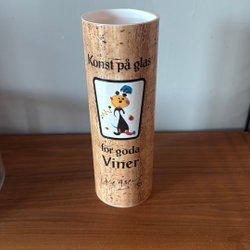 Konst på glas
för goda
Viner